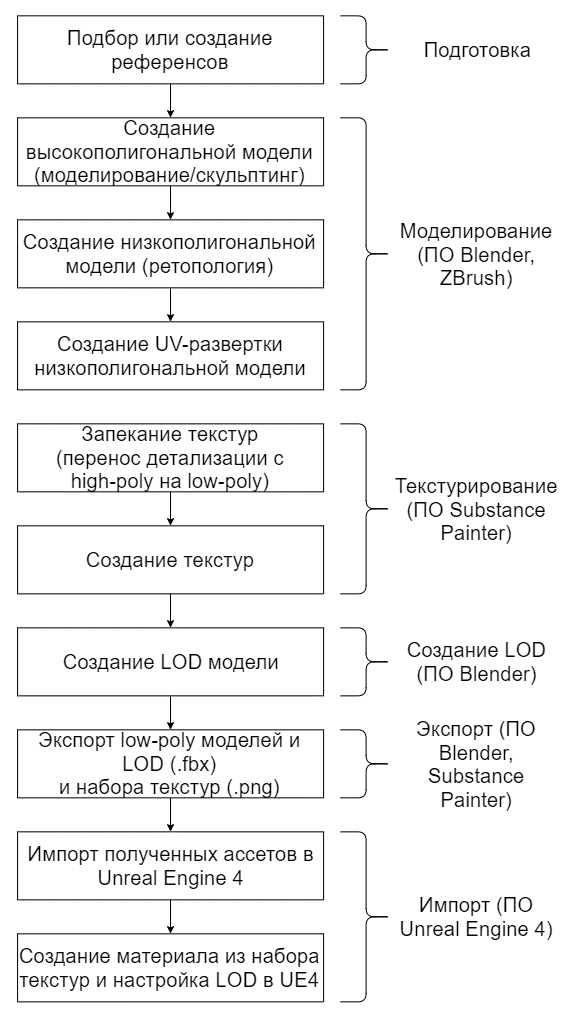 Подбор или создание
референсов
Подготовка
Создание
высокополигональной модели
(моделирование/скульптинг)
Создание низкополигональной
модели (ретопология)
Создание UV-развертки
низкополигональной модели
Моделирование
(ПО Blender,
ZBrush)
Запекание текстур
(перенос детализации с
high-poly на low-poly)
Создание текстур
Текстурирование
(ПО Substance
Painter)
Создание LOD модели
Создание LOD
(ПО Blender)
Экспорт low-poly моделей и
LOD (.fbx)
и набора текстур (.png)
Экспорт (ПО
Blender,
Substance
Painter)
Импорт полученных ассетов в
Unreal Engine 4
Создание материала из набора
текстур и настройка LOD в UE4
Импорт (ПО
Unreal Engine 4)